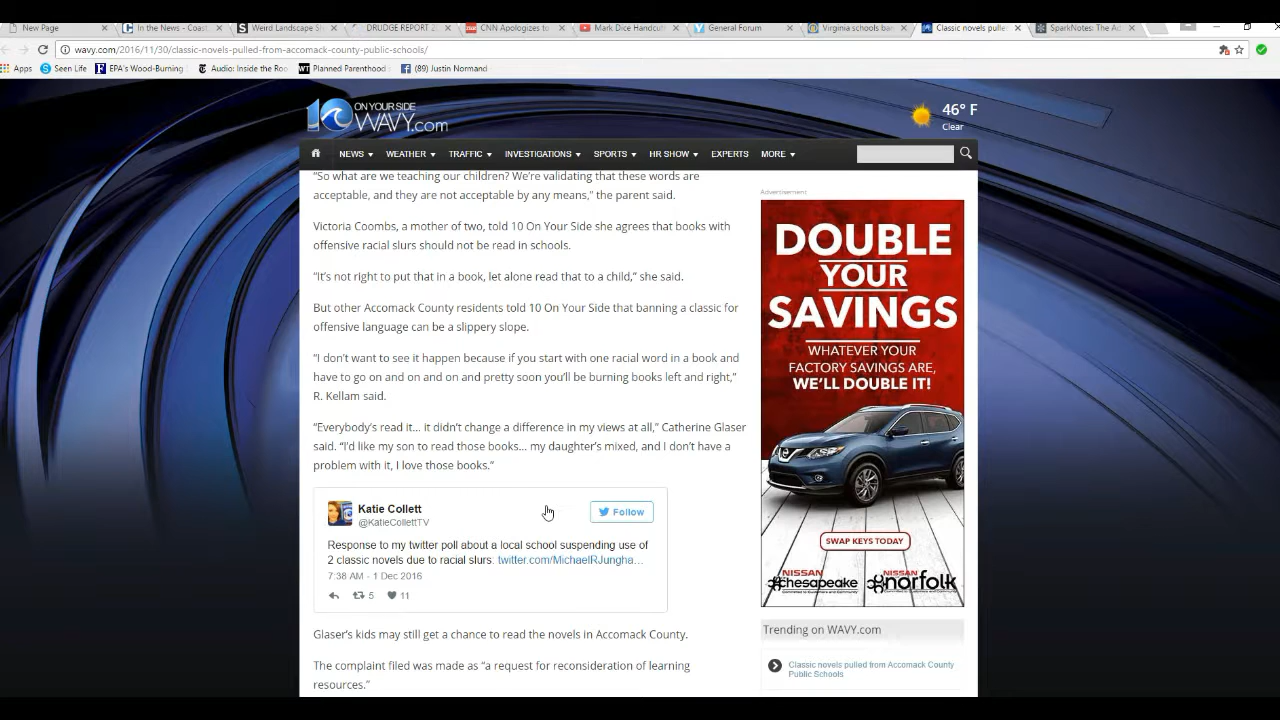 New Page
In the News - Coast
Weird Landscape Sl
DRUDGE REPORT 2
CNN Apologizes to
Mark Dice Handcuf
General Forum
Virginia schools ban
Classic novels pulle
SparkNotes: The Ad
wavy.com/2016/11/30/classic-novels-pulled-from-accomack-county-public-schools/
Apps
Seen Life
EPA's Wood-Burning
Audio: Inside the Roo
Planned Parenthood
(89) Justin Normand
10 ON YOUR SIDE
WAVY.com
46° F
Clear
NEWS
WEATHER
TRAFFIC
INVESTIGATIONS
SPORTS
HR SHOW
EXPERTS
MORE
“So what are we teaching our children? We’re validating that these words are
acceptable, and they are not acceptable by any means,” the parent said.
Victoria Coombs, a mother of two, told 10 On Your Side she agrees that books with
offensive racial slurs should not be read in schools.
“It’s not right to put that in a book, let alone read that to a child,” she said.
But other Accomack County residents told 10 On Your Side that banning a classic for
offensive language can be a slippery slope.
“I don’t want to see it happen because if you start with one racial word in a book and
have to go on and on and on and pretty soon you’ll be burning books left and right,”
R. Kellam said.
“Everybody’s read it… it didn’t change a difference in my views at all,” Catherine Glaser
said. “I’d like my son to read those books… my daughter’s mixed, and I don’t have a
problem with it, I love those books.”
Katie Collett
@KatieCollettTV
Follow
Response to my twitter poll about a local school suspending use of
2 classic novels due to racial slurs: twitter.com/MichaelRJungha…
7:38 AM - 1 Dec 2016
5
11
Glaser’s kids may still get a chance to read the novels in Accomack County.
The complaint filed was made as “a request for reconsideration of learning
resources.”
Advertisement
DOUBLE
YOUR
SAVINGS
WHATEVER YOUR
FACTORY SAVINGS ARE,
WE'LL DOUBLE IT!
SWAP KEYS TODAY
NISSAN
chesapeake
NISSAN
norfolk
Trending on WAVY.com
Classic novels pulled from Accomack County
Public Schools